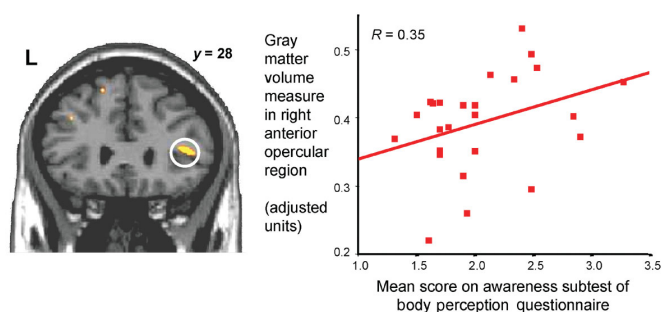 L
y = 28
Gray
matter
volume
measure
in right
anterior
opercular
region
(adjusted
units)
R = 0.35
0.5
0.4
0.3
0.2
1.0 1.5 2.0 2.5 3.0 3.5
Mean score on awareness subtest of
body perception questionnaire